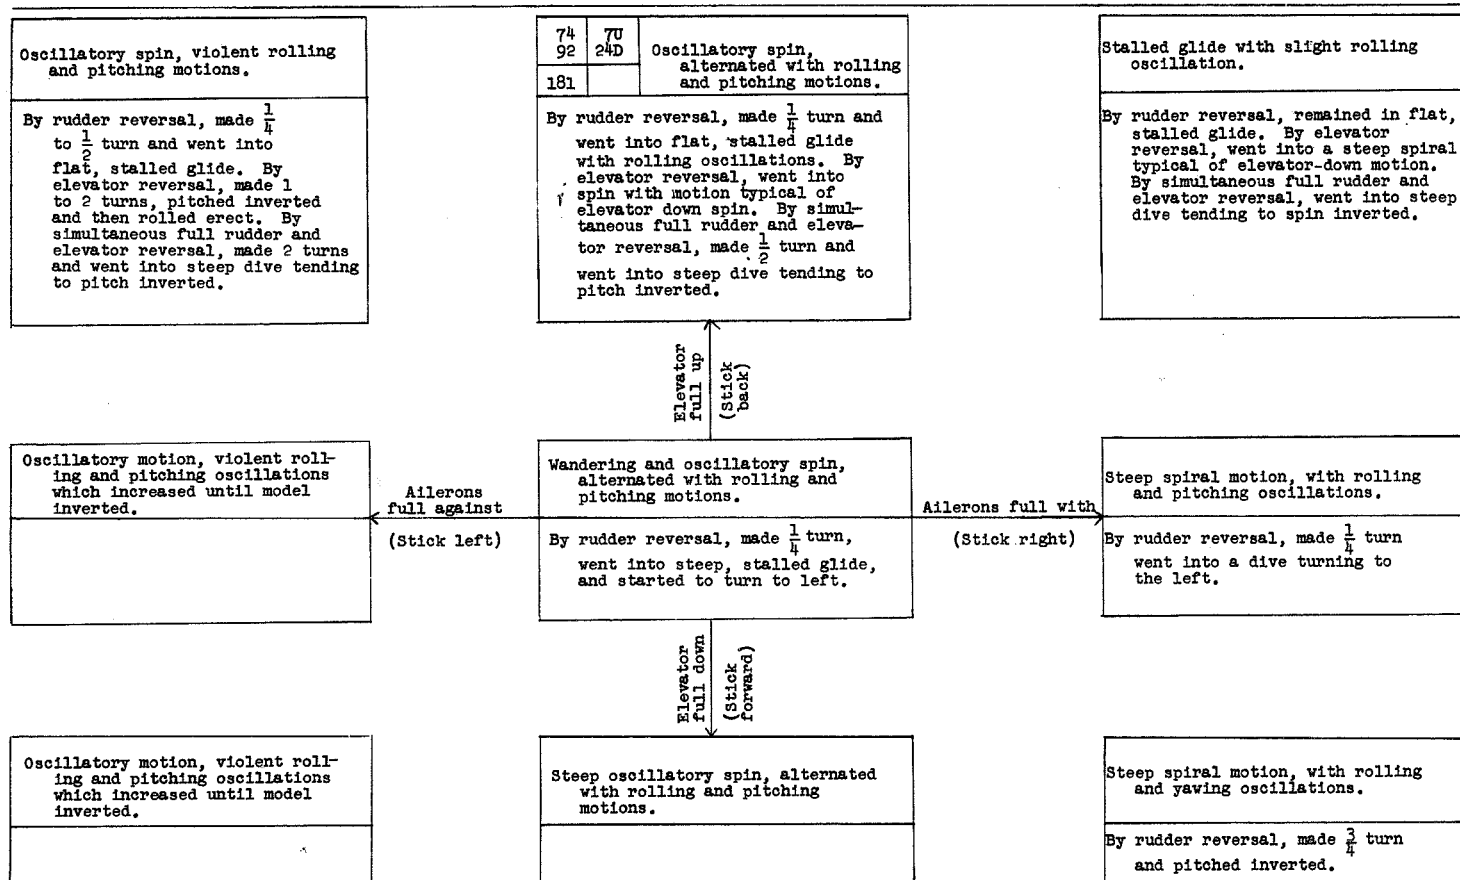 Oscillatory spin, violent rolling
and pitching motions.
By rudder reversal, made 1/4
to 1/2 turn and went into
flat, stalled glide. By
elevator reversal, made 1
to 2 turns, pitched inverted
and then rolled erect. By
simultaneous full rudder and
elevator reversal, made 2 turns
and went into steep dive tending
to pitch inverted.
74 7U
92 24D
181
Oscillatory spin,
alternated with rolling
and pitching motions.
By rudder reversal, made 1/4 turn and
went into flat, stalled glide
with rolling oscillations. By
elevator reversal, went into
spin with motion typical of
elevator down spin. By simul-
taneous full rudder and eleva-
tor reversal, made 1/2 turn and
went into steep dive tending to
pitch inverted.
Stalled glide with slight rolling
oscillation.
By rudder reversal, remained in flat,
stalled glide. By elevator
reversal, went into a steep spiral
typical of elevator-down motion.
By simultaneous full rudder and
elevator reversal, went into steep
dive tending to spin inverted.
Elevator
full up
(Stick
back)
Oscillatory motion, violent roll-
ing and pitching oscillations
which increased until model
inverted.
Ailerons
full against
(Stick left)
Wandering and oscillatory spin,
alternated with rolling and
pitching motions.
By rudder reversal, made 1/4 turn,
went into steep, stalled glide,
and started to turn to left.
Ailerons full with
(Stick right)
Steep spiral motion, with rolling
and pitching oscillations.
By rudder reversal, made 1/4 turn
went into a dive turning to
the left.
Elevator
full down
(Stick
forward)
Oscillatory motion, violent roll-
ing and pitching oscillations
which increased until model
inverted.
Steep oscillatory spin, alternated
with rolling and pitching
motions.
Steep spiral motion, with rolling
and yawing oscillations.
By rudder reversal, made 3/4 turn
and pitched inverted.